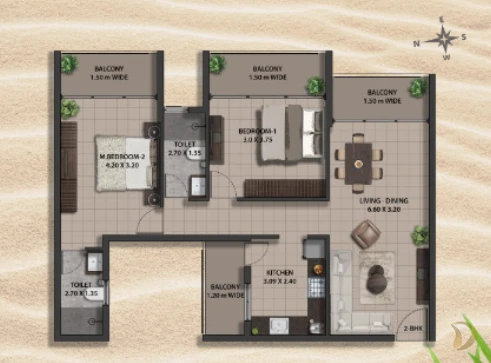 E
N S
W
BALCONY
1.50 m WIDE
BALCONY
1.50 m WIDE
BALCONY
1.50 m WIDE
TOILET
2.70 X 1.35
BEDROOM-1
3.0 X 3.75
M.BEDROOM-2
4.20 X 3.20
LIVING - DINING
6.60 X 3.20
TOILET
2.70 X 1.35
BALCONY
1.20 m WIDE
KITCHEN
3.09 X 2.40
2-BHK